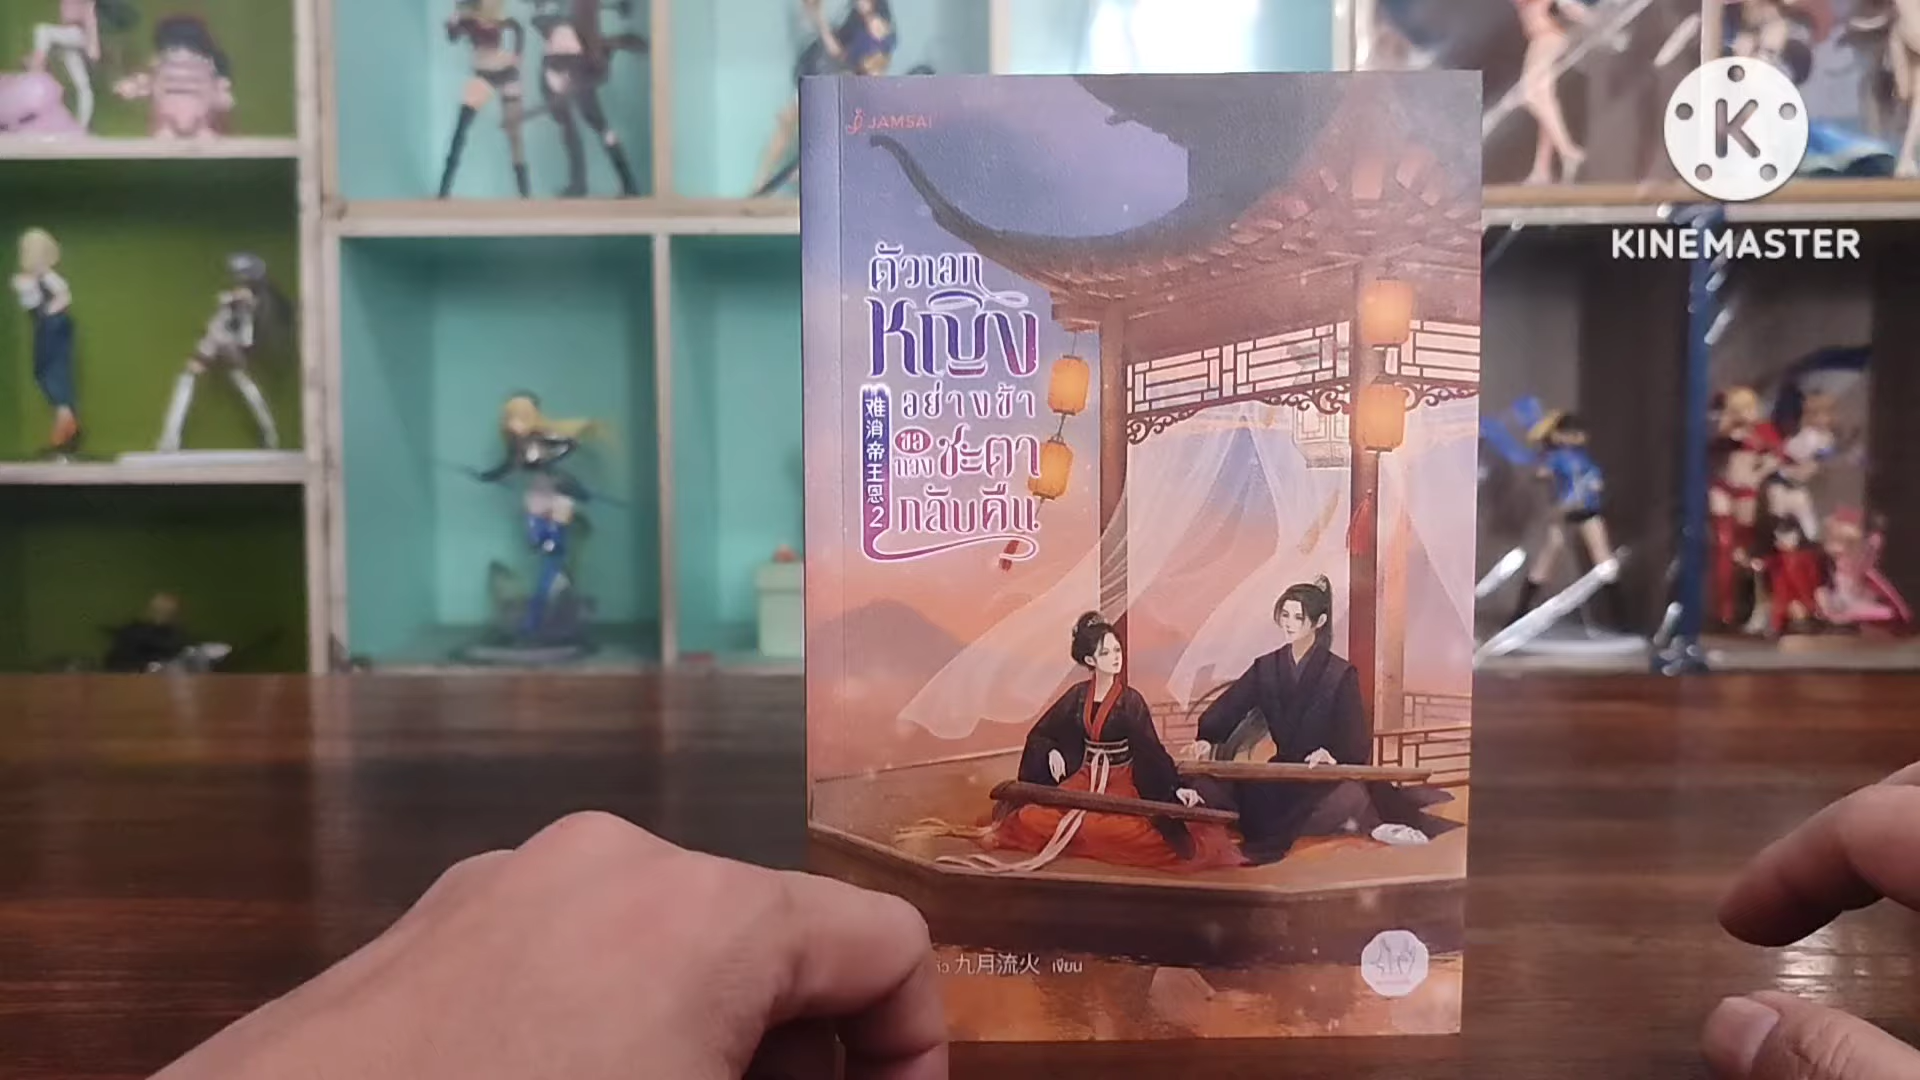 JAMSAI
ตัวเอก
หญิง
อย่างข้า
ขอ
ทวง
ชะตา
กลับคืน
难消帝王恩 2
九月流火 เขียน
KINEMASTER